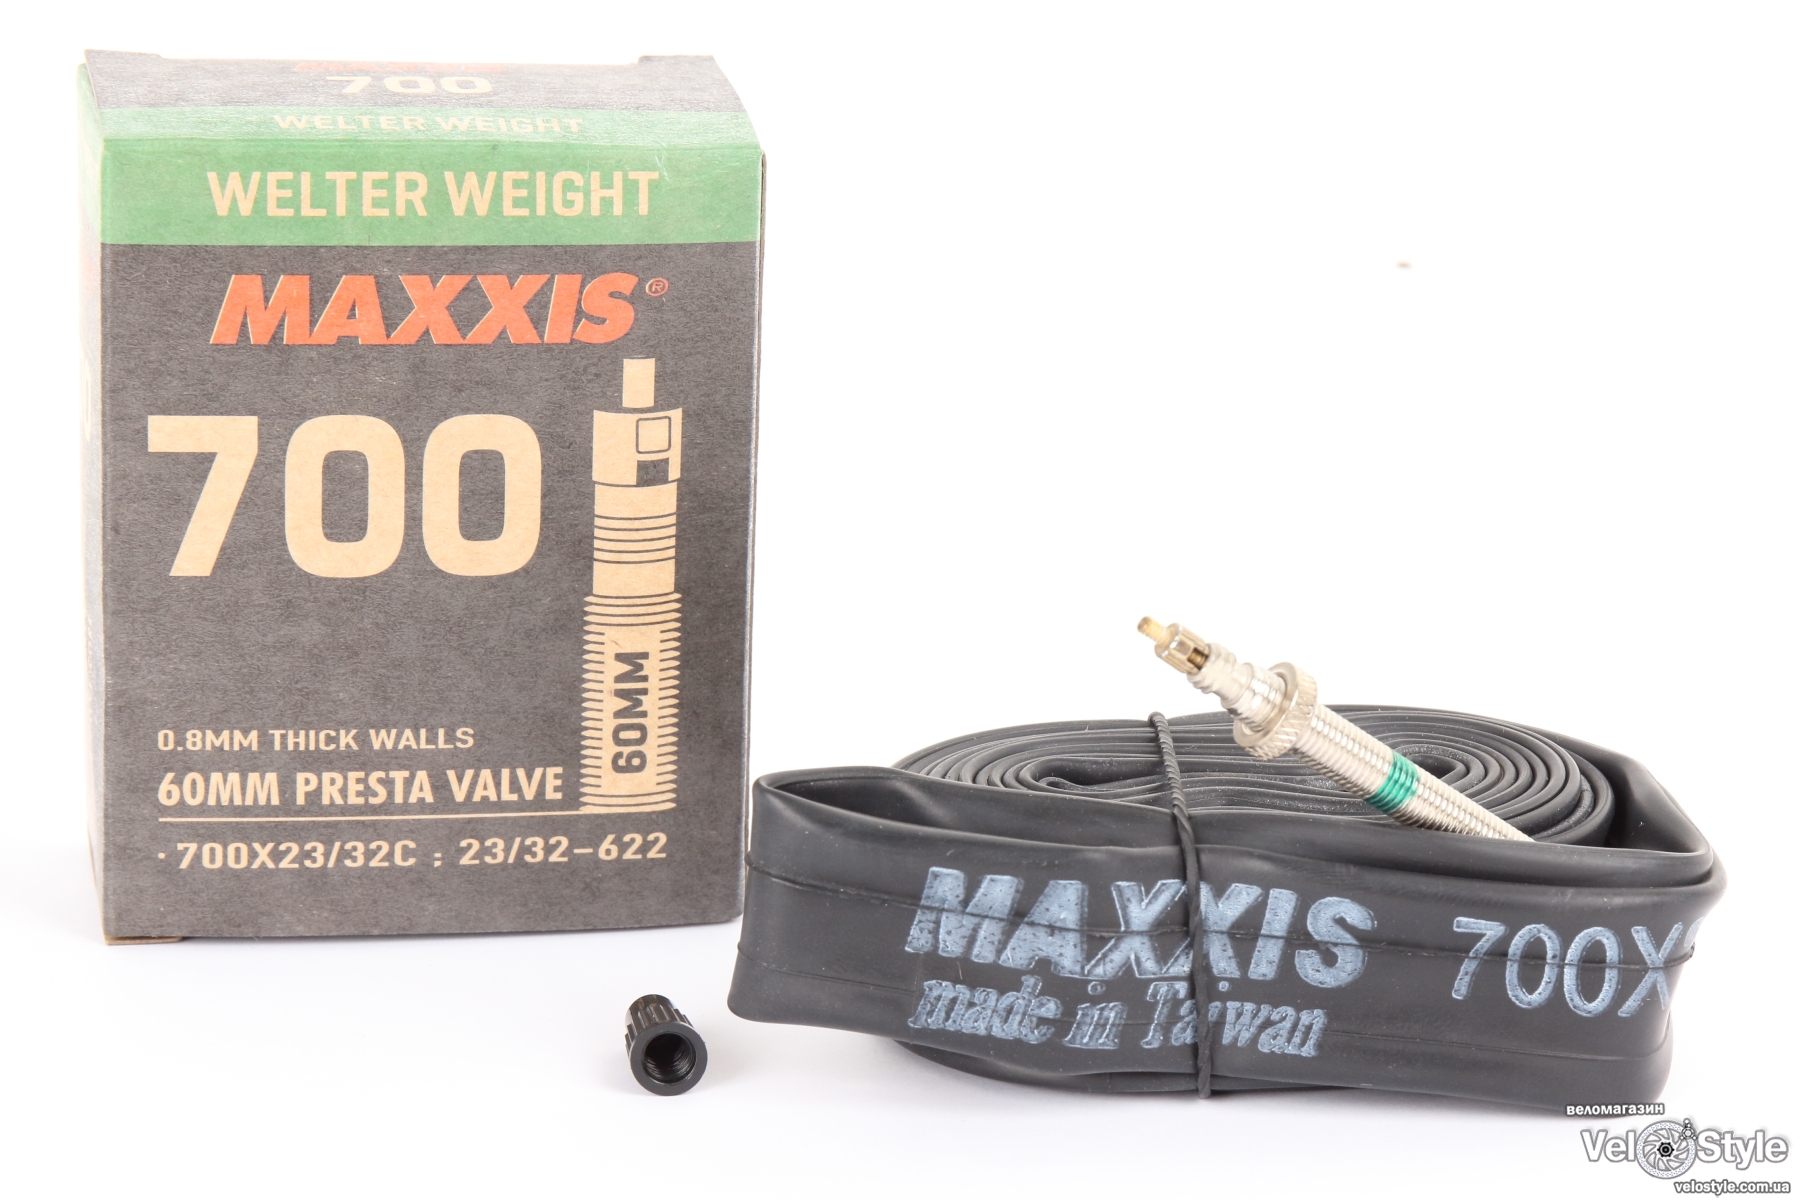 MAXXIS
700
WELTER WEIGHT
WELTER WEIGHT
MAXXIS®
700
60MM
0.8MM THICK WALLS
60MM PRESTA VALVE
· 700X23/32C ; 23/32-622
MAXXIS 700X
made in Taiwan
веломагазин
VeloStyle
velostyle.com.ua